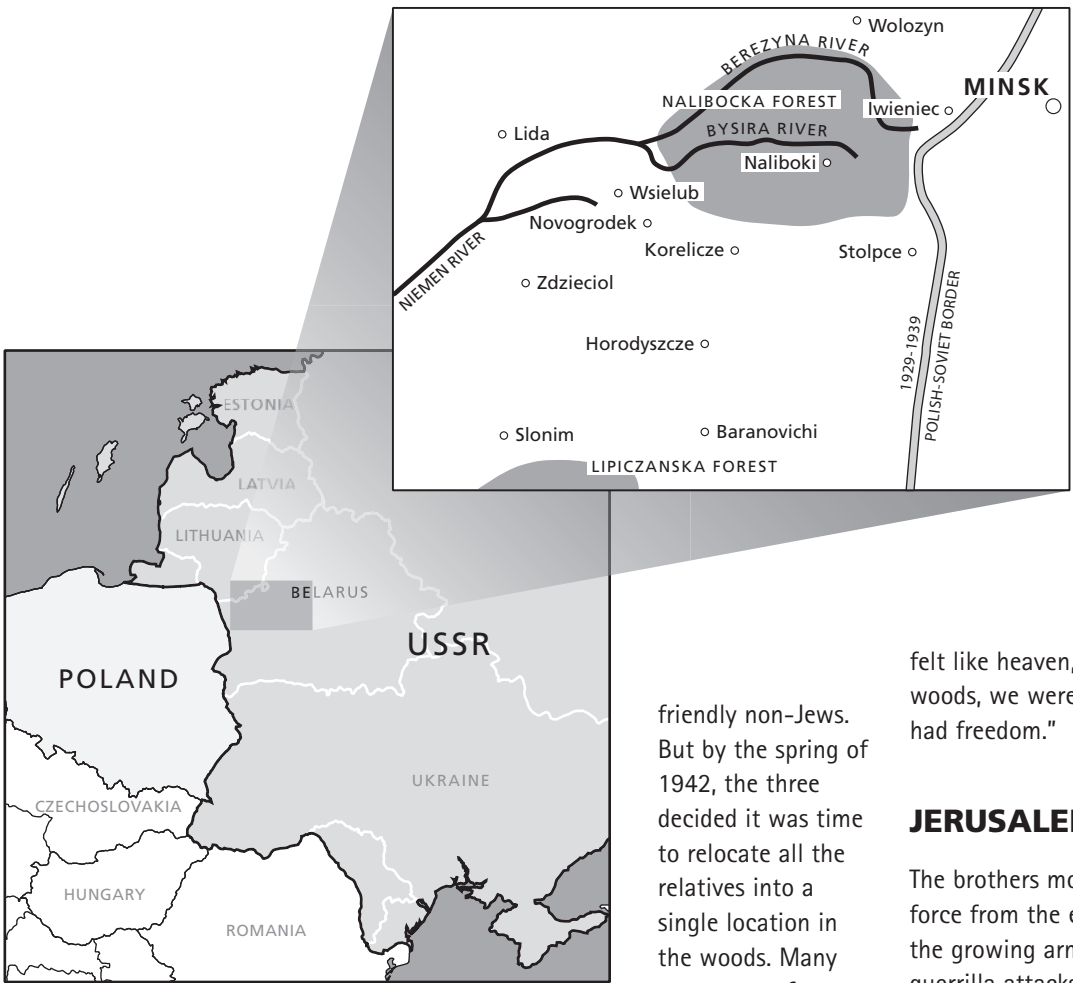 Wolozyn
BEREZYNA RIVER
MINSK
NALIBOCKA FOREST
Iwieniec
Lida
BYSIRA RIVER
Naliboki
Wsielub
Novogrodek
Korelicze
Stolpce
NIEMEN RIVER
Zdzieciol
1929-1939
POLISH-SOVIET BORDER
Horodyszcze
Slonim
Baranovichi
LIPICZANSKA FOREST
ESTONIA
LATVIA
LITHUANIA
BELARUS
USSR
POLAND
UKRAINE
CZECHOSLOVAKIA
HUNGARY
ROMANIA
friendly non-Jews.
But by the spring of
1942, the three
decided it was time
to relocate all the
relatives into a
single location in
the woods. Many
felt like heaven,
woods, we were
had freedom."
The brothers mo
force from the e
the growing arm